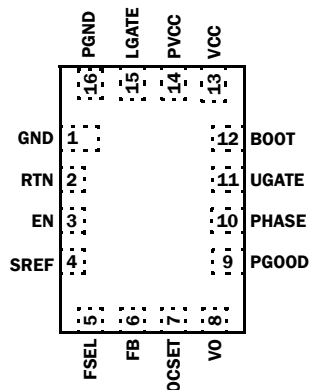 PGND LGATE PVCC VCC
16 15 14 13
GND 1 12 BOOT
RTN 2 11 UGATE
EN 3 10 PHASE
SREF 4 9 PGOOD
5 6 7 8
FSEL FB OCSET VO